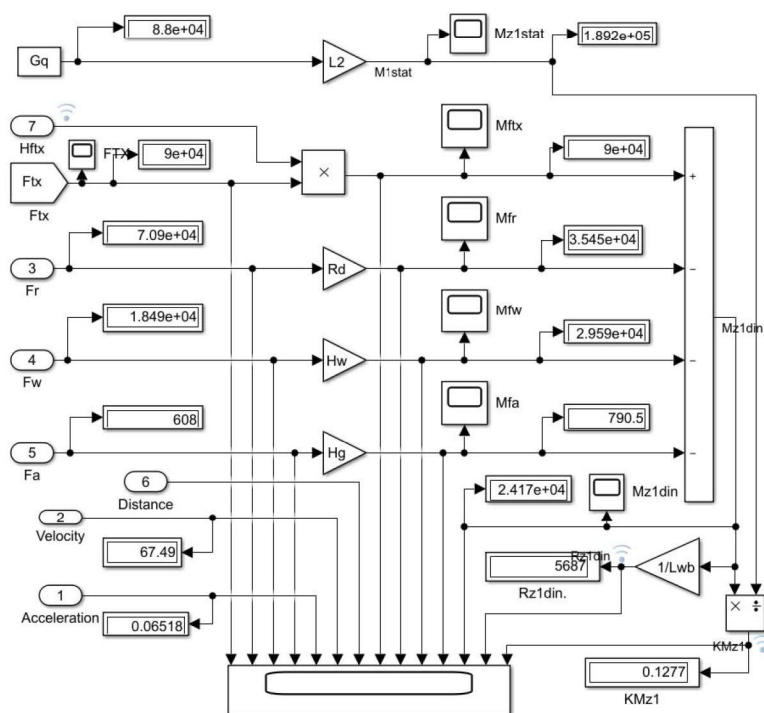 8.8e+04
Gq
L2
M1stat
Mz1stat
1.892e+05
7
Hftx
FTX
9e+04
Ftx
Ftx
×
Mftx
9e+04
+
7.09e+04
3
Fr
Rd
Mfr
3.545e+04
−
1.849e+04
4
Fw
Hw
Mfw
2.959e+04
−
Mz1din
608
5
Fa
Hg
Mfa
790.5
−
6
Distance
2.417e+04
Mz1din
2
Velocity
67.49
Rz1din
5687
Rz1din.
1/Lwb
1
Acceleration
0.06518
× ÷
KMz1
0.1277
KMz1